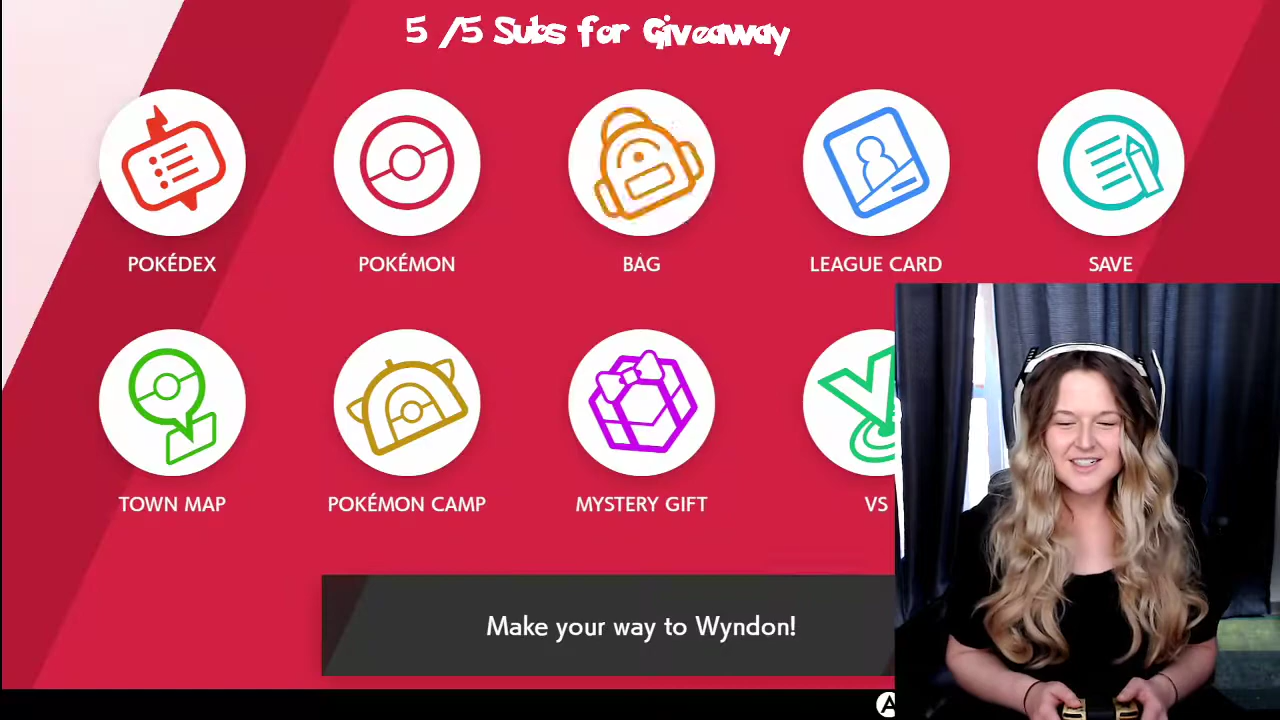 5 /5 Subs for Giveaway
POKÉDEX
POKÉMON
BAG
LEAGUE CARD
SAVE
TOWN MAP
POKÉMON CAMP
MYSTERY GIFT
VS
Make your way to Wyndon!
A